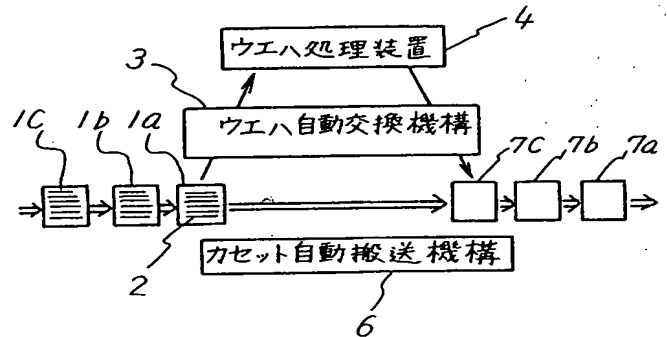 4
ウエハ処理装置
3
ウエハ自動交換機構
1C 1b 1a
7C 7b 7a
2
カセット自動搬送機構
6